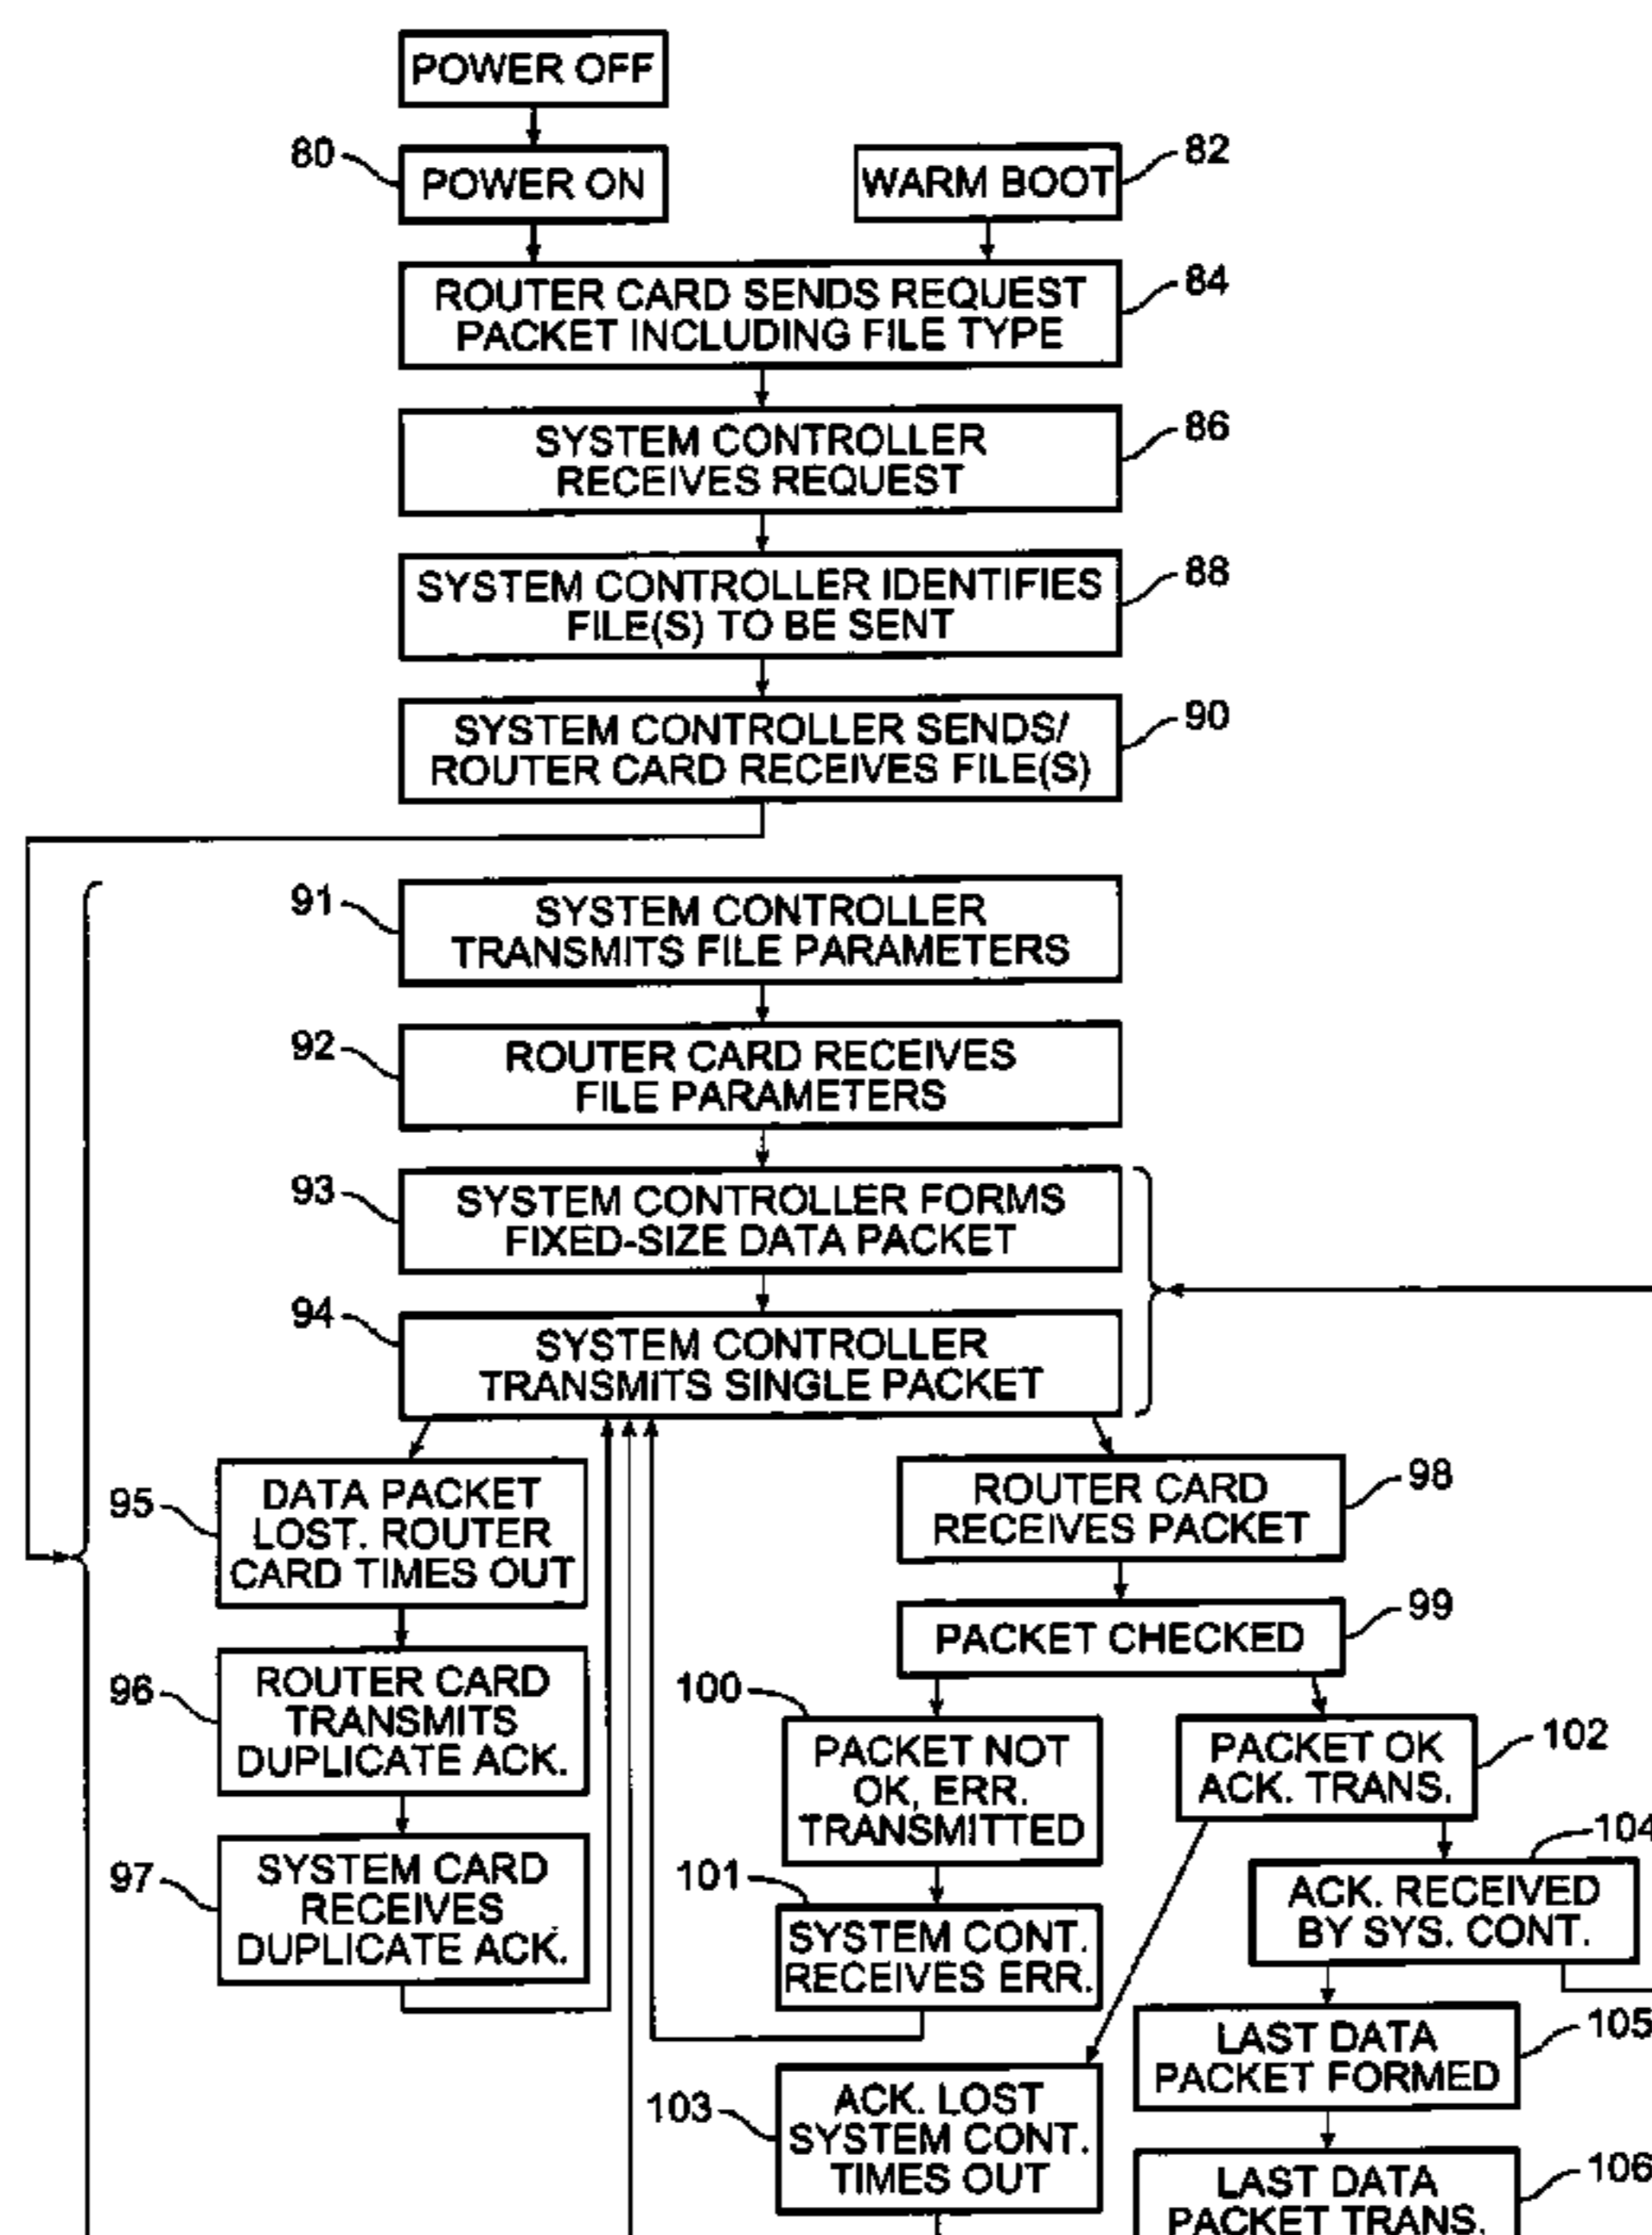 POWER OFF
80
POWER ON
82
WARM BOOT
84
ROUTER CARD SENDS REQUEST
PACKET INCLUDING FILE TYPE
86
SYSTEM CONTROLLER
RECEIVES REQUEST
88
SYSTEM CONTROLLER IDENTIFIES
FILE(S) TO BE SENT
90
SYSTEM CONTROLLER SENDS/
ROUTER CARD RECEIVES FILE(S)
91
SYSTEM CONTROLLER
TRANSMITS FILE PARAMETERS
92
ROUTER CARD RECEIVES
FILE PARAMETERS
93
SYSTEM CONTROLLER FORMS
FIXED-SIZE DATA PACKET
94
SYSTEM CONTROLLER
TRANSMITS SINGLE PACKET
95
DATA PACKET
LOST. ROUTER
CARD TIMES OUT
96
ROUTER CARD
TRANSMITS
DUPLICATE ACK.
97
SYSTEM CARD
RECEIVES
DUPLICATE ACK.
98
ROUTER CARD
RECEIVES PACKET
99
PACKET CHECKED
100
PACKET NOT
OK, ERR.
TRANSMITTED
101
SYSTEM CONT.
RECEIVES ERR.
102
PACKET OK
ACK. TRANS.
103
ACK. LOST
SYSTEM CONT.
TIMES OUT
104
ACK. RECEIVED
BY SYS. CONT.
105
LAST DATA
PACKET FORMED
106
LAST DATA
PACKET TRANS.